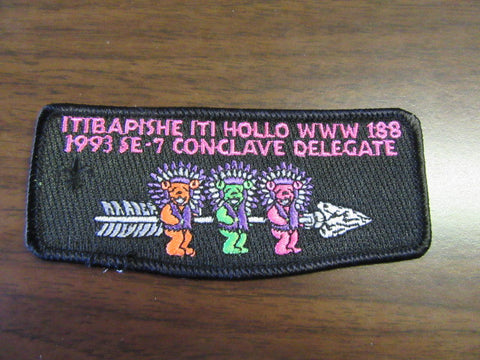 ITIBAPISHE ITI HOLLO WWW 188
1993 SE-7 CONCLAVE DELEGATE